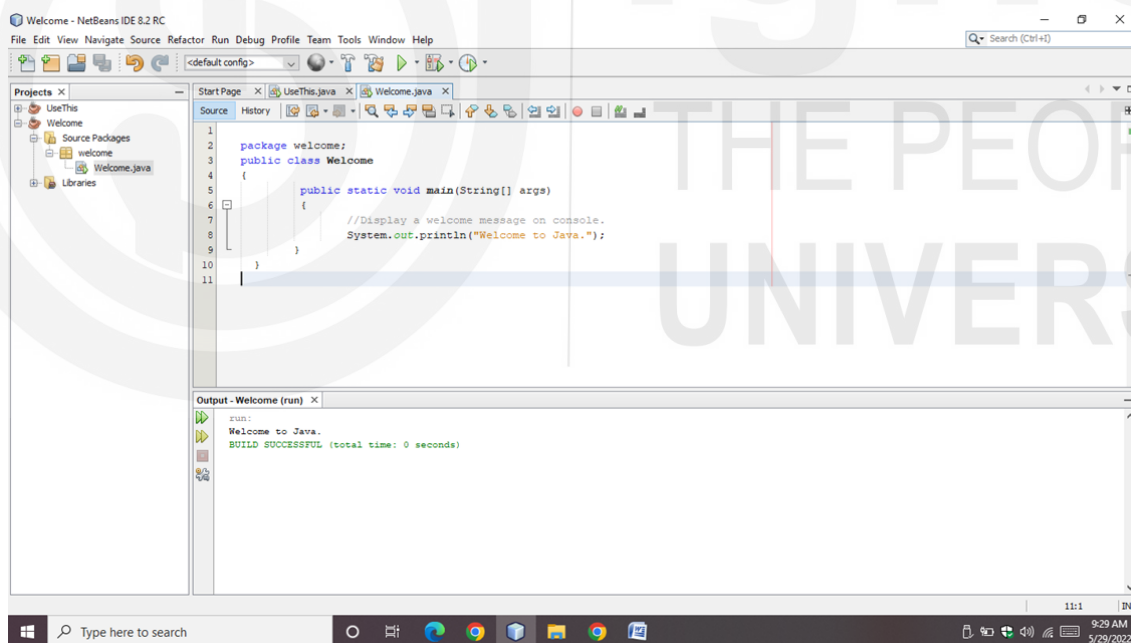 Welcome - NetBeans IDE 8.2 RC
File Edit View Navigate Source Refactor Run Debug Profile Team Tools Window Help
Search (Ctrl+I)
<default config>
Projects
Start Page UseThis.java Welcome.java
UseThis
Welcome
Source Packages
welcome
Welcome.java
Libraries
Source History
1
2 package welcome;
3 public class Welcome
4 {
5 public static void main(String[] args)
6 {
7 //Display a welcome message on console.
8 System.out.println("Welcome to Java.");
9 }
10 }
11
Output - Welcome (run)
run:
Welcome to Java.
BUILD SUCCESSFUL (total time: 0 seconds)
THE PEO
UNIVERS
11:1 IN
Type here to search
9:29 AM
5/29/202